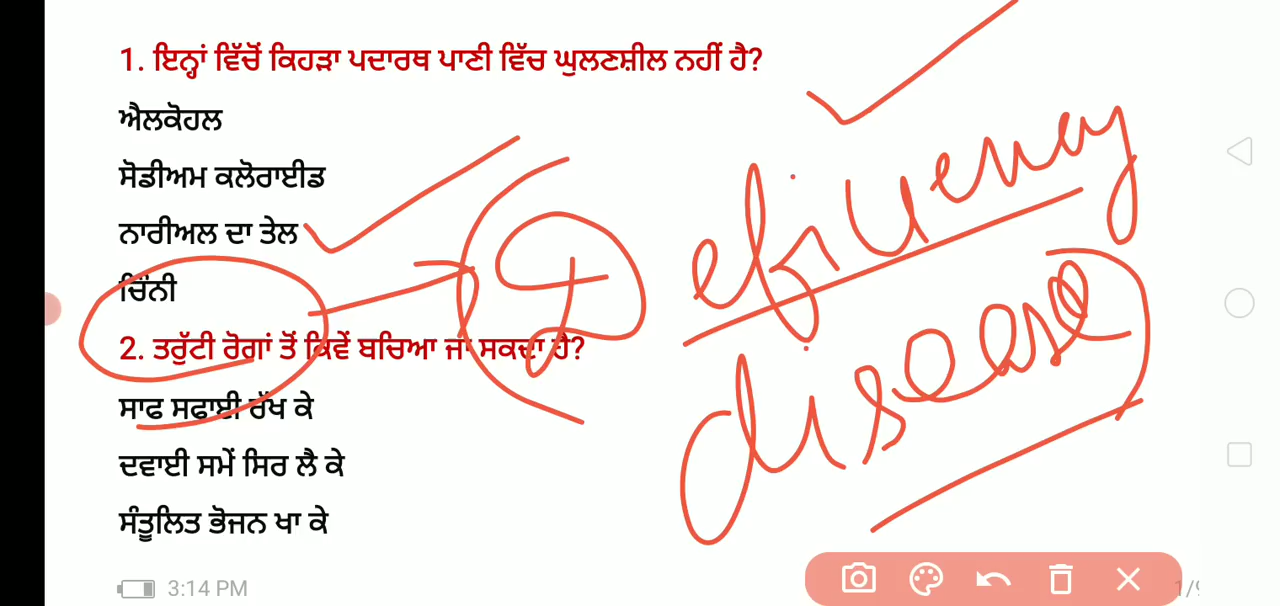 1. ਇਨ੍ਹਾਂ ਵਿੱਚੋਂ ਕਿਹੜਾ ਪਦਾਰਥ ਪਾਣੀ ਵਿੱਚ ਘੁਲਣਸ਼ੀਲ ਨਹੀਂ ਹੈ?
ਐਲਕੋਹਲ
ਸੋਡੀਅਮ ਕਲੋਰਾਈਡ
ਨਾਰੀਅਲ ਦਾ ਤੇਲ
ਚਿੰਨੀ
2. ਤਰੁੱਟੀ ਰੋਗਾਂ ਤੋਂ ਕਿਵੇਂ ਬਚਿਆ ਜਾ ਸਕਦਾ ਹੈ?
ਸਾਫ ਸਫਾਈ ਰੱਖ ਕੇ
ਦਵਾਈ ਸਮੇਂ ਸਿਰ ਲੈ ਕੇ
ਸੰਤੂਲਿਤ ਭੋਜਨ ਖਾ ਕੇ
Defiuency
disease
3:14 PM